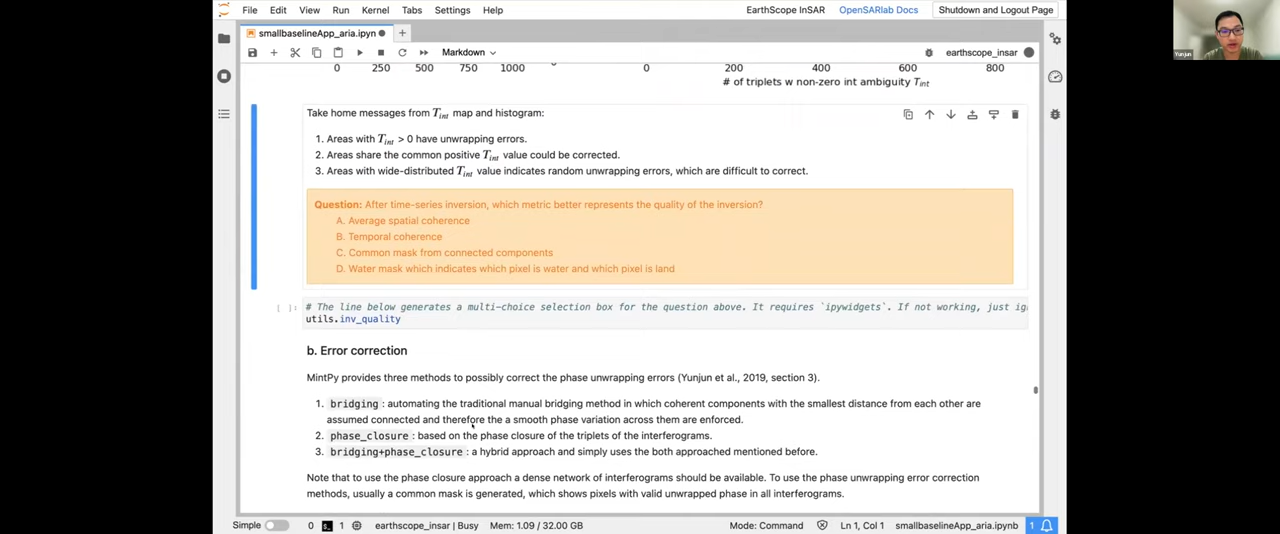 File Edit View Run Kernel Tabs Settings Help EarthScope InSAR OpenSARlab Docs Shutdown and Logout Page
smallbaselineApp_aria.ipyn
Markdown earthscope_insar
0 250 500 750 1000 0 200 400 600 800
# of triplets w non-zero int ambiguity Tint
Take home messages from Tint map and histogram:
1. Areas with Tint > 0 have unwrapping errors.
2. Areas share the common positive Tint value could be corrected.
3. Areas with wide-distributed Tint value indicates random unwrapping errors, which are difficult to correct.
Question: After time-series inversion, which metric better represents the quality of the inversion?
A. Average spatial coherence
B. Temporal coherence
C. Common mask from connected components
D. Water mask which indicates which pixel is water and which pixel is land
[ ]: # The line below generates a multi-choice selection box for the question above. It requires `ipywidgets`. If not working, just ig
utils.inv_quality
b. Error correction
MintPy provides three methods to possibly correct the phase unwrapping errors (Yunjun et al., 2019, section 3).
1. bridging : automating the traditional manual bridging method in which coherent components with the smallest distance from each other are
assumed connected and therefore the a smooth phase variation across them are enforced.
2. phase_closure : based on the phase closure of the triplets of the interferograms.
3. bridging+phase_closure : a hybrid approach and simply uses the both approached mentioned before.
Note that to use the phase closure approach a dense network of interferograms should be available. To use the phase unwrapping error correction
methods, usually a common mask is generated, which shows pixels with valid unwrapped phase in all interferograms.
Simple 0 1 earthscope_insar | Busy Mem: 1.09 / 32.00 GB Mode: Command Ln 1, Col 1 smallbaselineApp_aria.ipynb 1
Yunjun